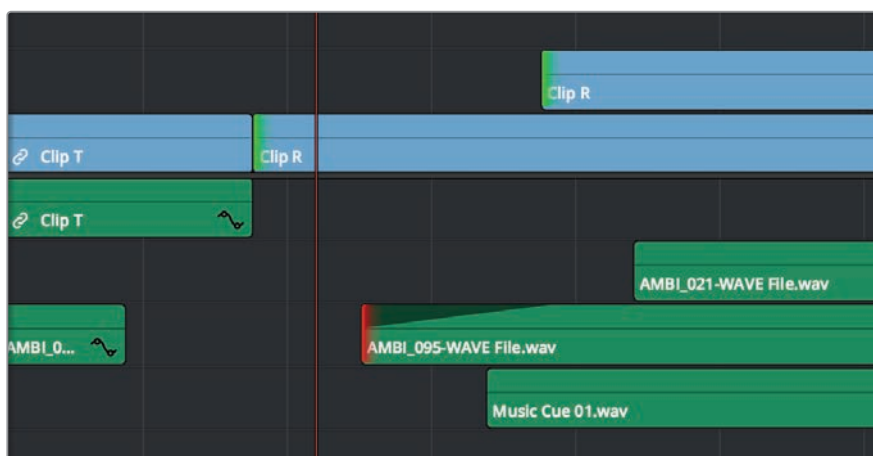 Clip R
Clip T
Clip R
Clip T
AMBI_021-WAVE File.wav
AMBI_0...
AMBI_095-WAVE File.wav
Music Cue 01.wav